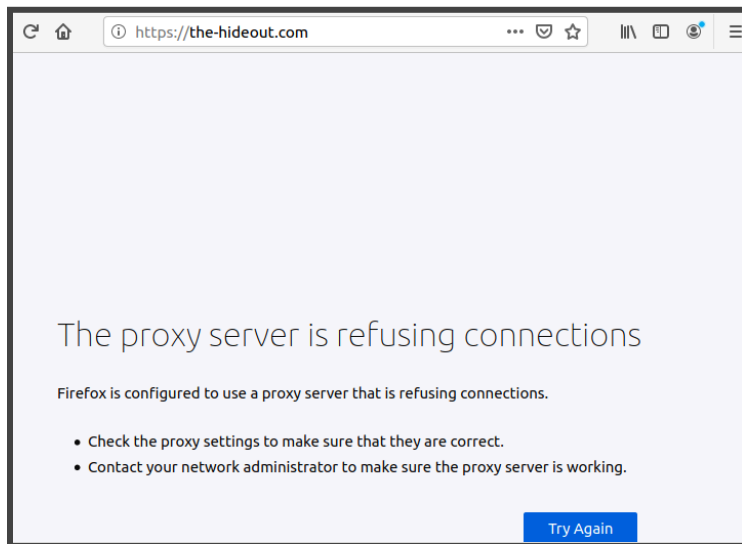 https://the-hideout.com
The proxy server is refusing connections
Firefox is configured to use a proxy server that is refusing connections.
• Check the proxy settings to make sure that they are correct.
• Contact your network administrator to make sure the proxy server is working.
Try Again